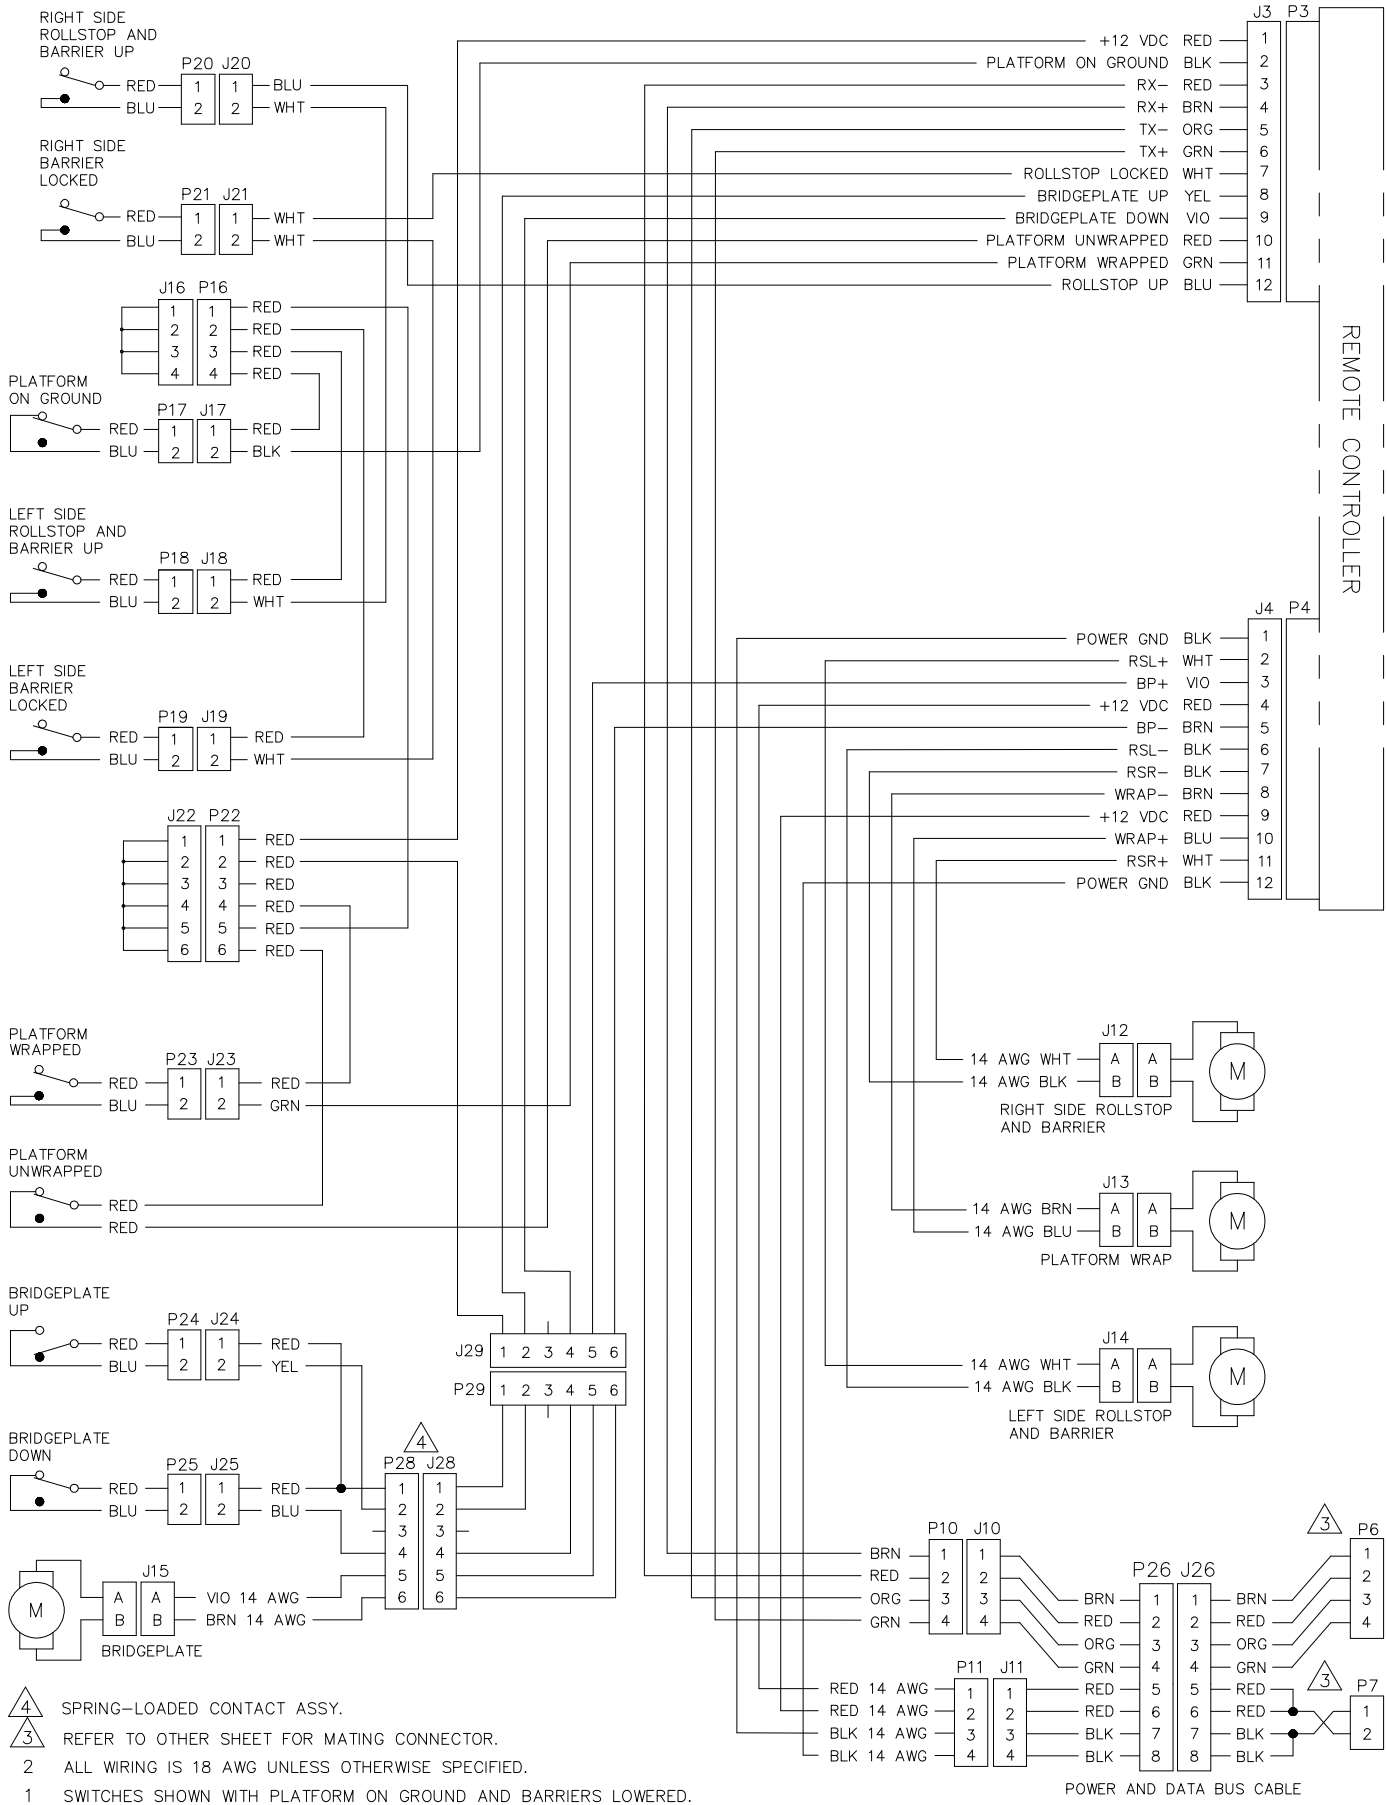 RIGHT SIDE
ROLLSTOP AND
BARRIER UP
P20 J20
RED 1 1 BLU
BLU 2 2 WHT
RIGHT SIDE
BARRIER
LOCKED
P21 J21
RED 1 1 WHT
BLU 2 2 WHT
J16 P16
1 1 RED
2 2 RED
3 3 RED
4 4 RED
PLATFORM
ON GROUND
P17 J17
RED 1 1 RED
BLU 2 2 BLK
LEFT SIDE
ROLLSTOP AND
BARRIER UP
P18 J18
RED 1 1 RED
BLU 2 2 WHT
LEFT SIDE
BARRIER
LOCKED
P19 J19
RED 1 1 RED
BLU 2 2 WHT
J22 P22
1 1 RED
2 2 RED
3 3 RED
4 4 RED
5 5 RED
6 6 RED
PLATFORM
WRAPPED
P23 J23
RED 1 1 RED
BLU 2 2 GRN
PLATFORM
UNWRAPPED
RED
RED
BRIDGEPLATE
UP
P24 J24
RED 1 1 RED
BLU 2 2 YEL
BRIDGEPLATE
DOWN
P25 J25
RED 1 1 RED
BLU 2 2 BLU
J15
M A A VIO 14 AWG
B B BRN 14 AWG
BRIDGEPLATE
J29 1 2 3 4 5 6
P29 1 2 3 4 5 6
4
P28 J28
1 1
2 2
3 3
4 4
5 5
6 6
J3 P3
+12 VDC RED 1
PLATFORM ON GROUND BLK 2
RX− RED 3
RX+ BRN 4
TX− ORG 5
TX+ GRN 6
ROLLSTOP LOCKED WHT 7
BRIDGEPLATE UP YEL 8
BRIDGEPLATE DOWN VIO 9
PLATFORM UNWRAPPED RED 10
PLATFORM WRAPPED GRN 11
ROLLSTOP UP BLU 12
REMOTE CONTROLLER
J4 P4
POWER GND BLK 1
RSL+ WHT 2
BP+ VIO 3
+12 VDC RED 4
BP− BRN 5
RSL− BLK 6
RSR− BLK 7
WRAP− BRN 8
+12 VDC RED 9
WRAP+ BLU 10
RSR+ WHT 11
POWER GND BLK 12
J12
14 AWG WHT A A M
14 AWG BLK B B
RIGHT SIDE ROLLSTOP
AND BARRIER
J13
14 AWG BRN A A M
14 AWG BLU B B
PLATFORM WRAP
J14
14 AWG WHT A A M
14 AWG BLK B B
LEFT SIDE ROLLSTOP
AND BARRIER
P10 J10
BRN 1 1
RED 2 2
ORG 3 3
GRN 4 4
P11 J11
RED 14 AWG 1 1
RED 14 AWG 2 2
BLK 14 AWG 3 3
BLK 14 AWG 4 4
P26 J26
BRN 1 1 BRN
RED 2 2 RED
ORG 3 3 ORG
GRN 4 4 GRN
RED 5 5 RED
RED 6 6 RED
BLK 7 7 BLK
BLK 8 8 BLK
POWER AND DATA BUS CABLE
3 P6
1
2
3
4
3 P7
1
2
4 SPRING−LOADED CONTACT ASSY.
3 REFER TO OTHER SHEET FOR MATING CONNECTOR.
2 ALL WIRING IS 18 AWG UNLESS OTHERWISE SPECIFIED.
1 SWITCHES SHOWN WITH PLATFORM ON GROUND AND BARRIERS LOWERED.